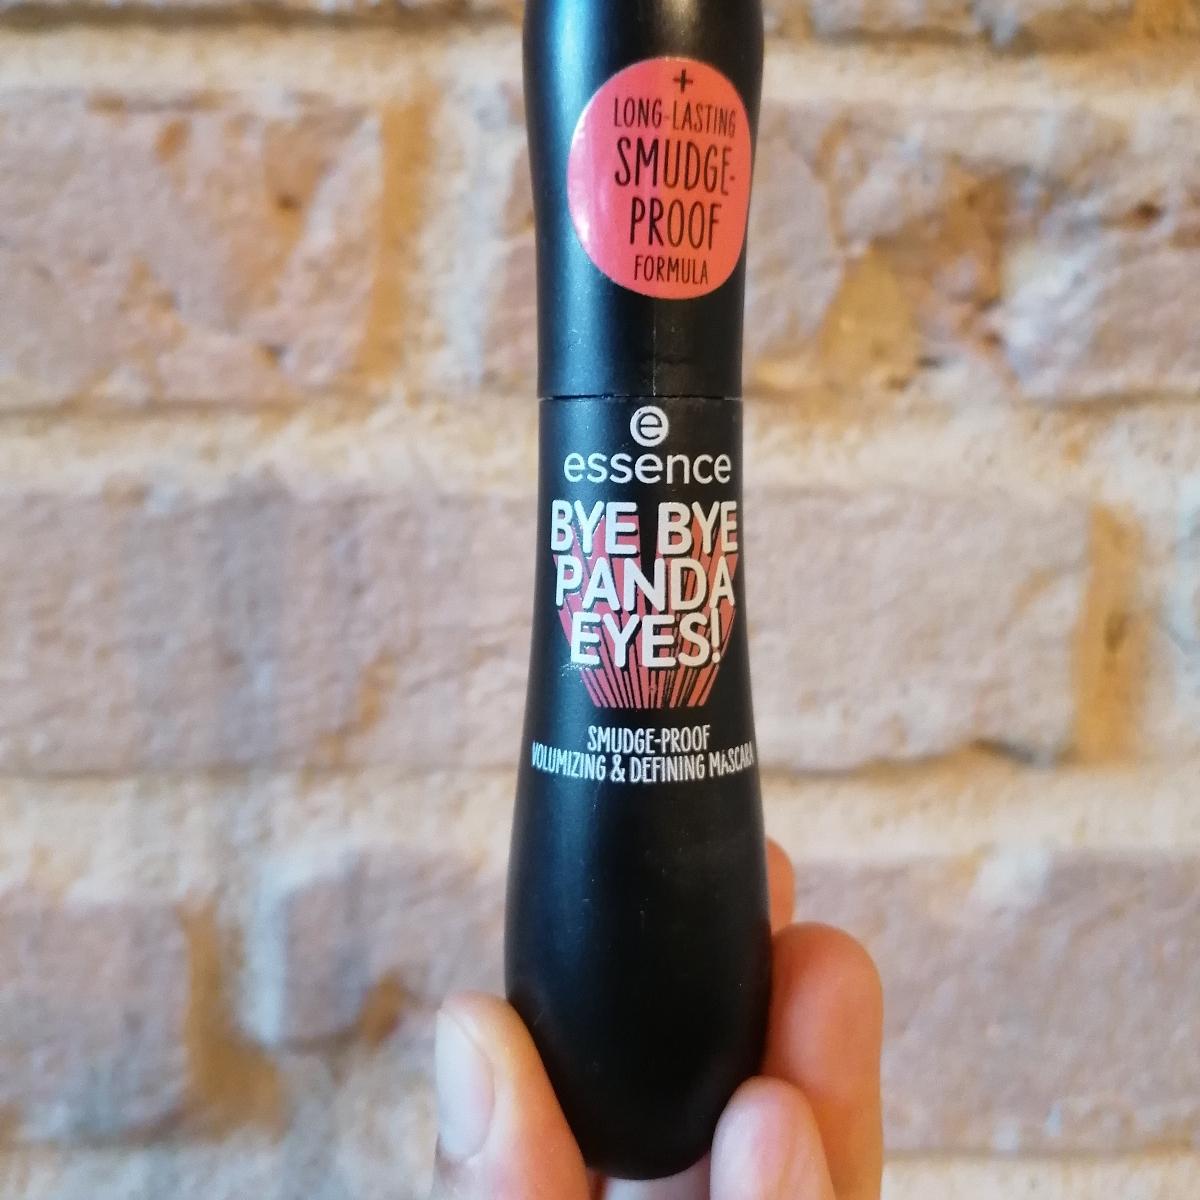 +
LONG-LASTING
SMUDGE-
PROOF
FORMULA
e
essence
BYE BYE
PANDA
EYES!
SMUDGE-PROOF
VOLUMIZING & DEFINING MASCARA